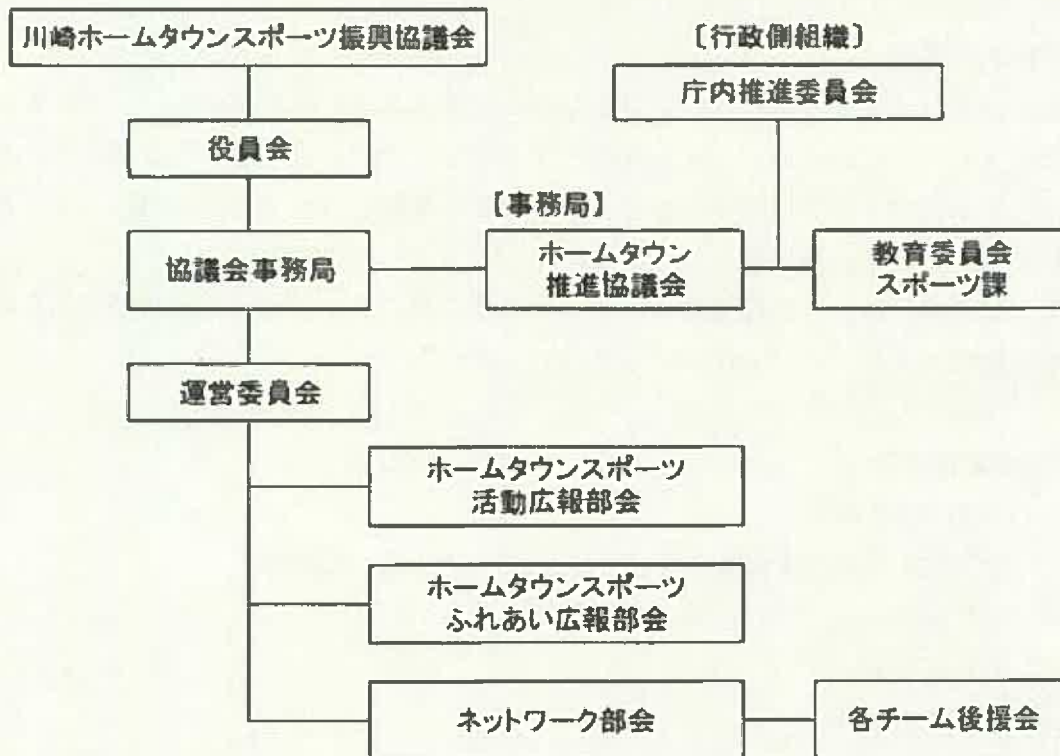 川崎ホームタウンスポーツ振興協議会
〔行政側組織〕
庁内推進委員会
役員会
【事務局】
協議会事務局
ホームタウン
推進協議会
教育委員会
スポーツ課
運営委員会
ホームタウンスポーツ
活動広報部会
ホームタウンスポーツ
ふれあい広報部会
ネットワーク部会
各チーム後援会